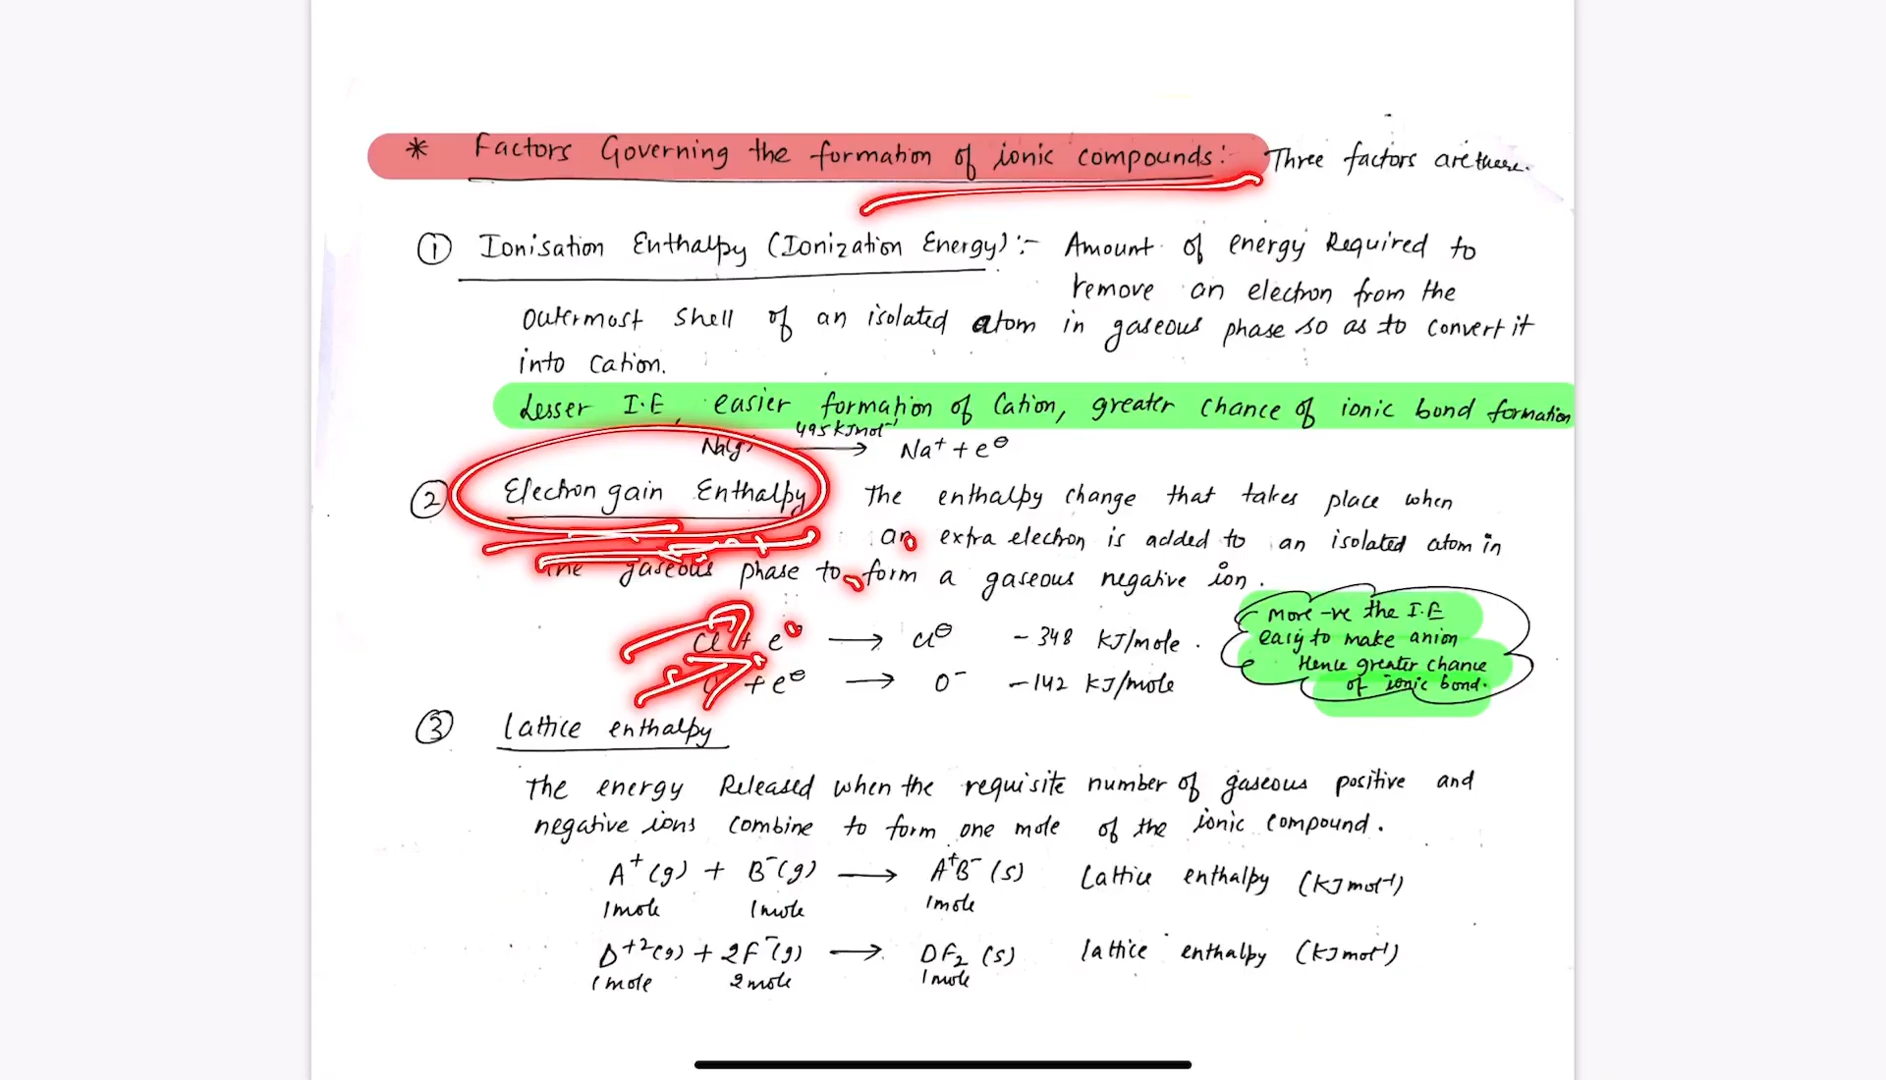 * Factors Governing the formation of ionic compounds:- Three factors are there.
① Ionisation Enthalpy (Ionization Energy) :- Amount of energy Required to
remove an electron from the
outermost shell of an isolated atom in gaseous phase so as to convert it
into Cation.
Lesser I.E, easier formation of Cation, greater chance of ionic bond formation
Na(g) 495 kJmol⁻¹ → Na⁺ + e⊖
② Electron gain Enthalpy The enthalpy change that takes place when
an extra electron is added to an isolated atom in
the gaseous phase to form a gaseous negative ion.
Cl + e → Cl⊖ - 348 KJ/mole.
+ e⊖ → O⁻ - 142 KJ/mole
More -ve the I.E
easy to make anion
Hence greater chance
of ionic bond.
③ Lattice enthalpy
The energy Released when the requisite number of gaseous positive and
negative ions combine to form one mole of the ionic compound.
A⁺(g) + B⁻(g) → A⁺B⁻(s) Lattice enthalpy (KJmol⁻¹)
1mole 1mole 1mole
D⁺²(g) + 2F⁻(g) → DF₂ (s) lattice enthalpy (KJmol⁻¹)
1mole 2mole 1mole